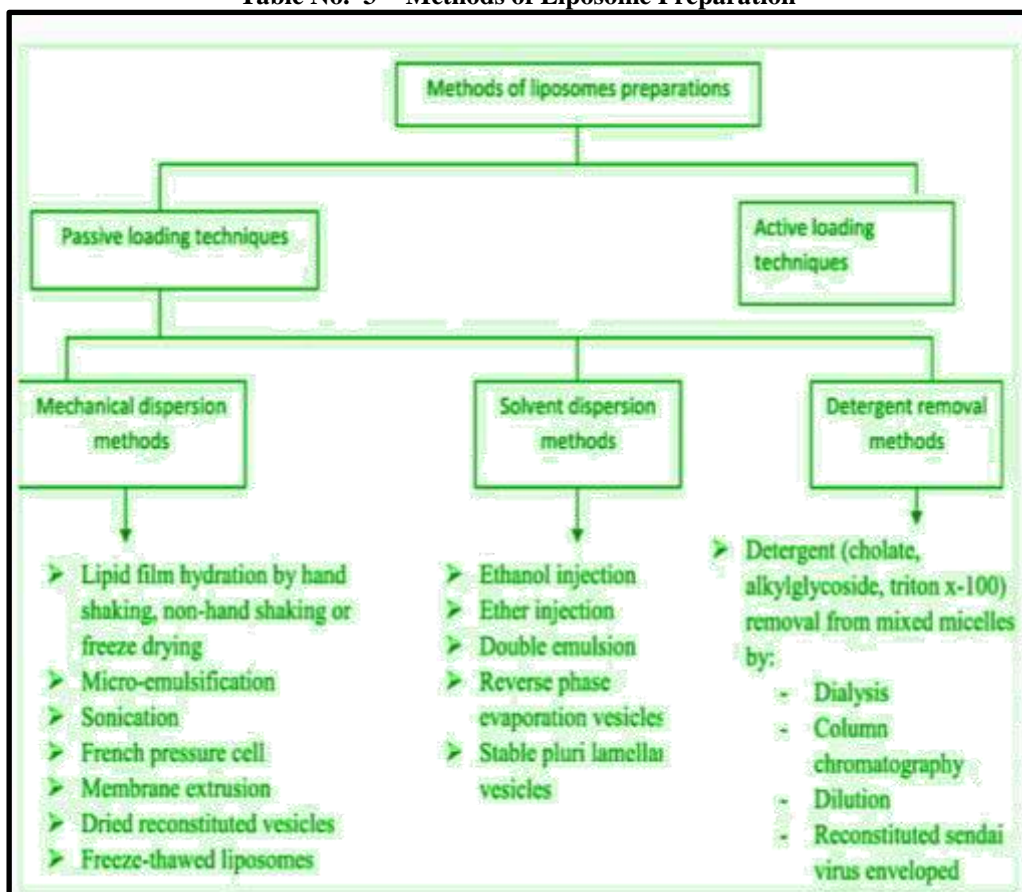 Table No.  3 – Methods of Liposome Preparation
Methods of liposomes preparations
Passive loading techniques
Active loading
techniques
Mechanical dispersion
methods
Solvent dispersion
methods
Detergent removal
methods
➤ Lipid film hydration by hand
shaking, non-hand shaking or
freeze drying
➤ Micro-emulsification
➤ Sonication
➤ French pressure cell
➤ Membrane extrusion
➤ Dried reconstituted vesicles
➤ Freeze-thawed liposomes
➤ Ethanol injection
➤ Ether injection
➤ Double emulsion
➤ Reverse phase
evaporation vesicles
➤ Stable pluri lamellar
vesicles
➤ Detergent (cholate,
alkylglycoside, triton x-100)
removal from mixed micelles
by:
- Dialysis
- Column
chromatography
- Dilution
- Reconstituted sendai
virus enveloped